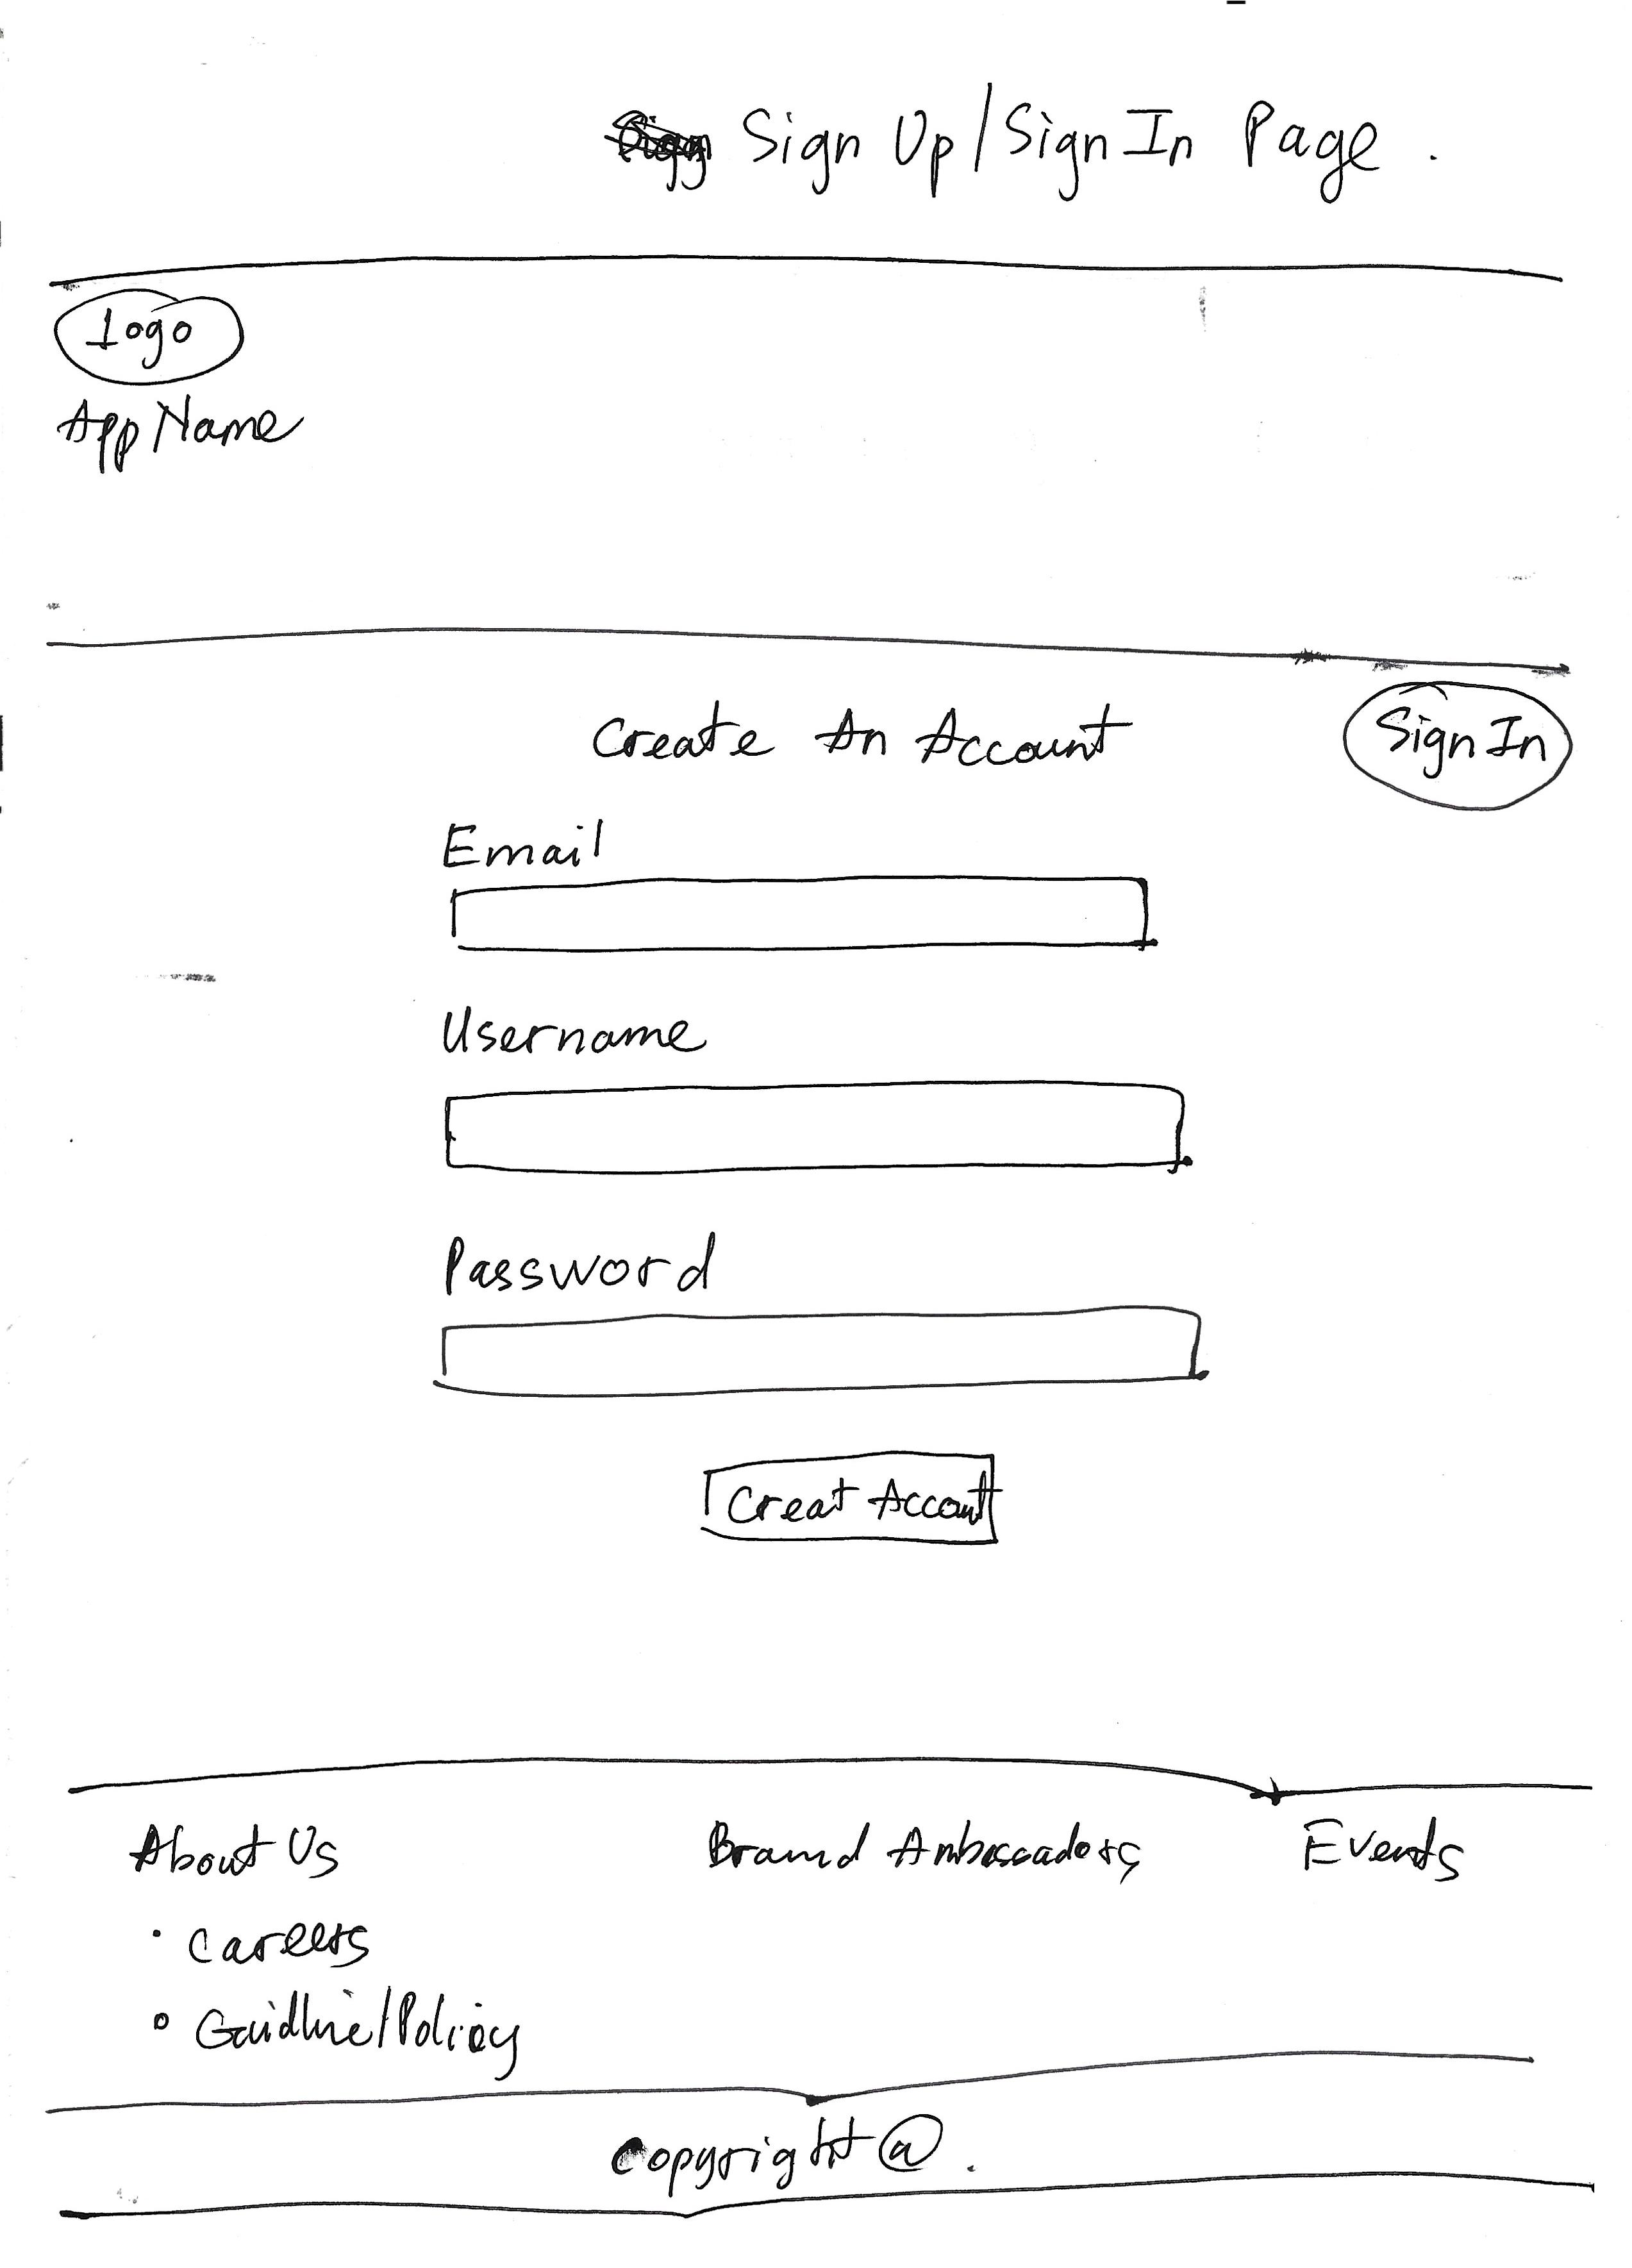 Sign Up/Sign In Page.
logo
App Name
Create An Account
Sign In
Email
Username
Password
Creat Accout
About Us
Brand Ambassadors
Events
• Careers
• Guidline/Policy
Copyright@.